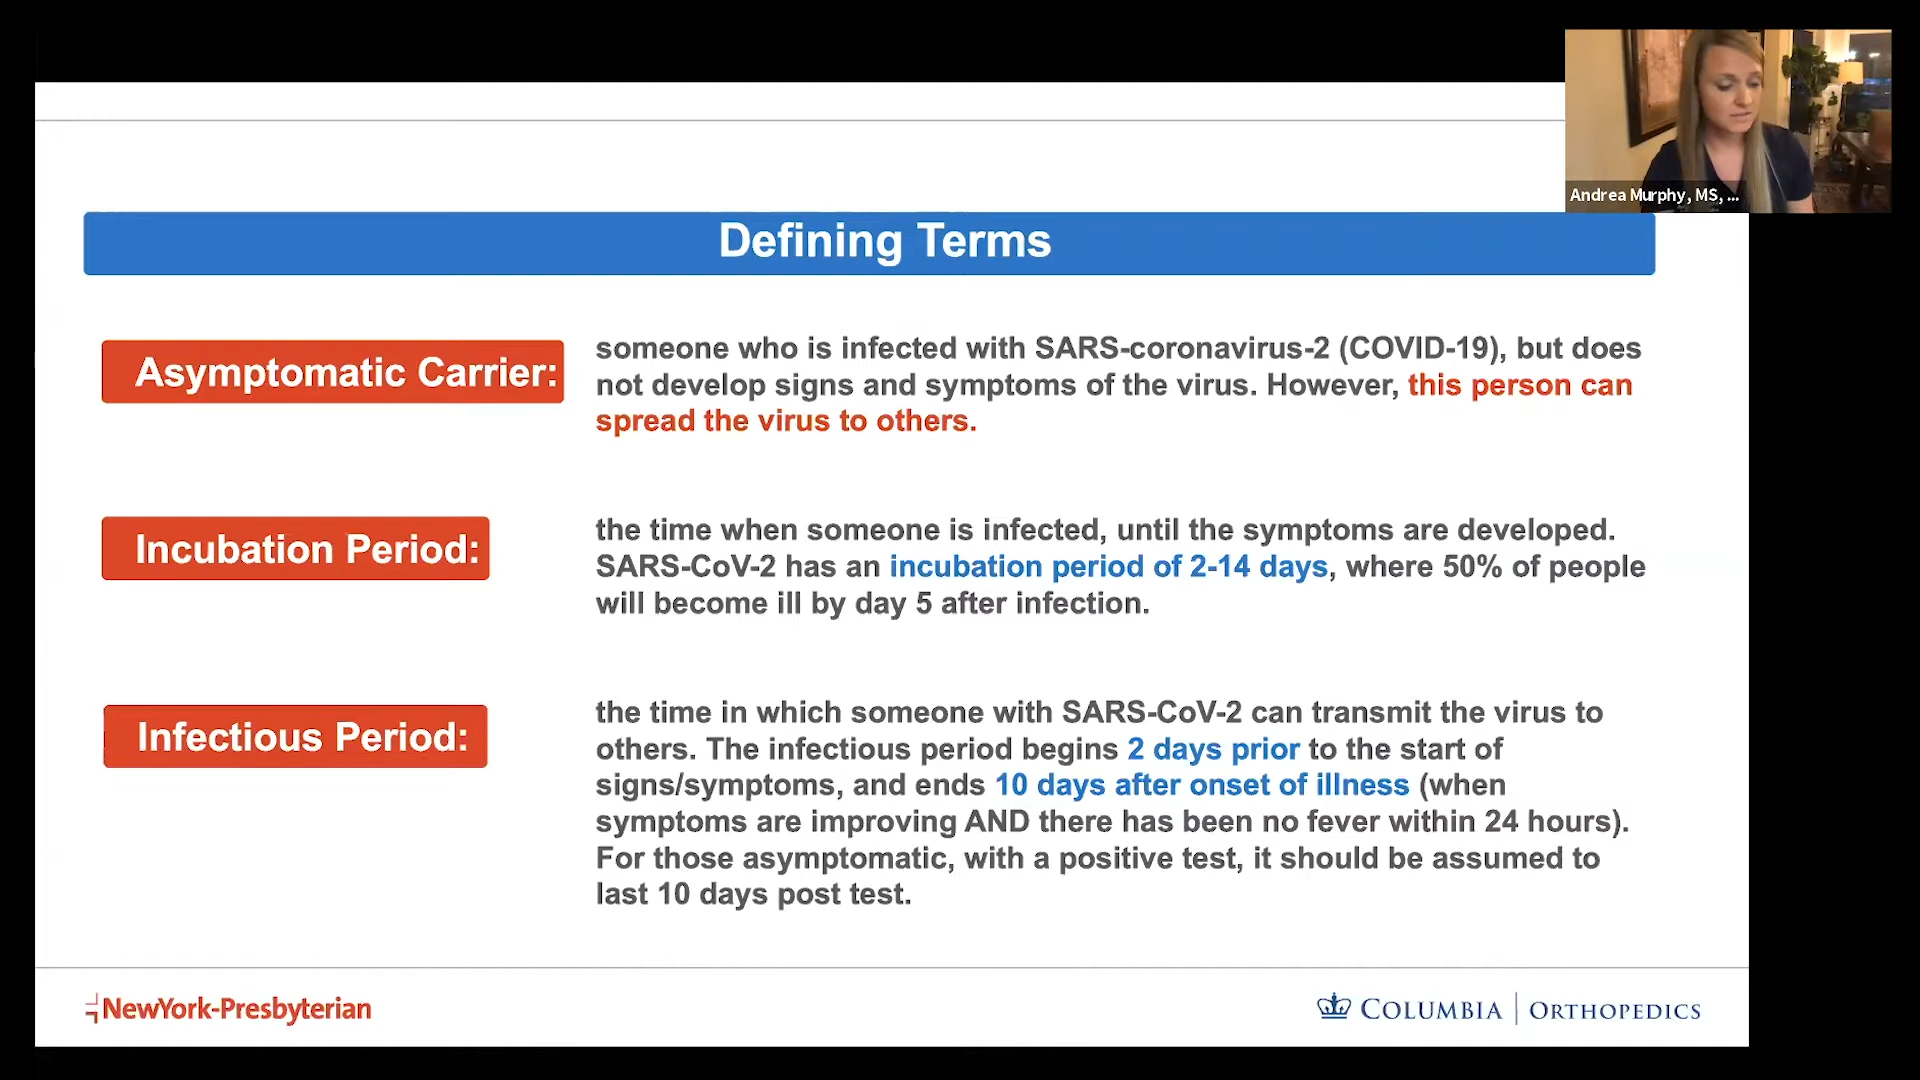 Andrea Murphy, MS, ...
Defining Terms
Asymptomatic Carrier:
someone who is infected with SARS-coronavirus-2 (COVID-19), but does
not develop signs and symptoms of the virus. However, this person can
spread the virus to others.
Incubation Period:
the time when someone is infected, until the symptoms are developed.
SARS-CoV-2 has an incubation period of 2-14 days, where 50% of people
will become ill by day 5 after infection.
Infectious Period:
the time in which someone with SARS-CoV-2 can transmit the virus to
others. The infectious period begins 2 days prior to the start of
signs/symptoms, and ends 10 days after onset of illness (when
symptoms are improving AND there has been no fever within 24 hours).
For those asymptomatic, with a positive test, it should be assumed to
last 10 days post test.
NewYork-Presbyterian
COLUMBIA | ORTHOPEDICS